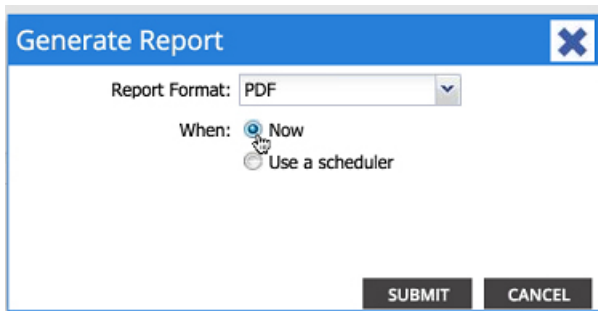 Generate Report
Report Format: PDF
When: Now
Use a scheduler
SUBMIT CANCEL